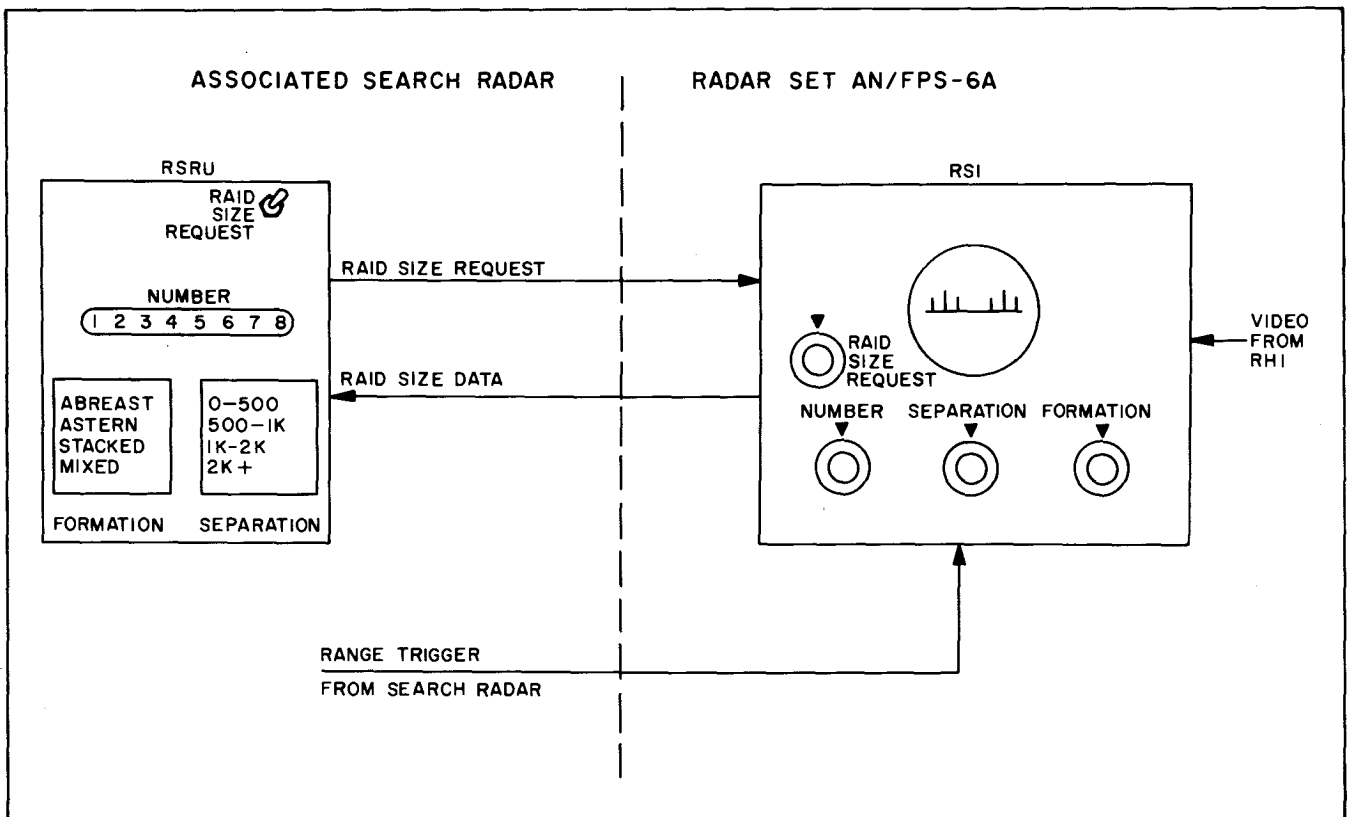 ASSOCIATED SEARCH RADAR
RADAR SET AN/FPS-6A
RSRU
RAID
SIZE
REQUEST
NUMBER
1 2 3 4 5 6 7 8
ABREAST
ASTERN
STACKED
MIXED
0-500
500-1K
1K-2K
2K+
FORMATION
SEPARATION
RAID SIZE REQUEST
RAID SIZE DATA
RSI
RAID
SIZE
REQUEST
NUMBER
SEPARATION
FORMATION
VIDEO
FROM
RHI
RANGE TRIGGER
FROM SEARCH RADAR